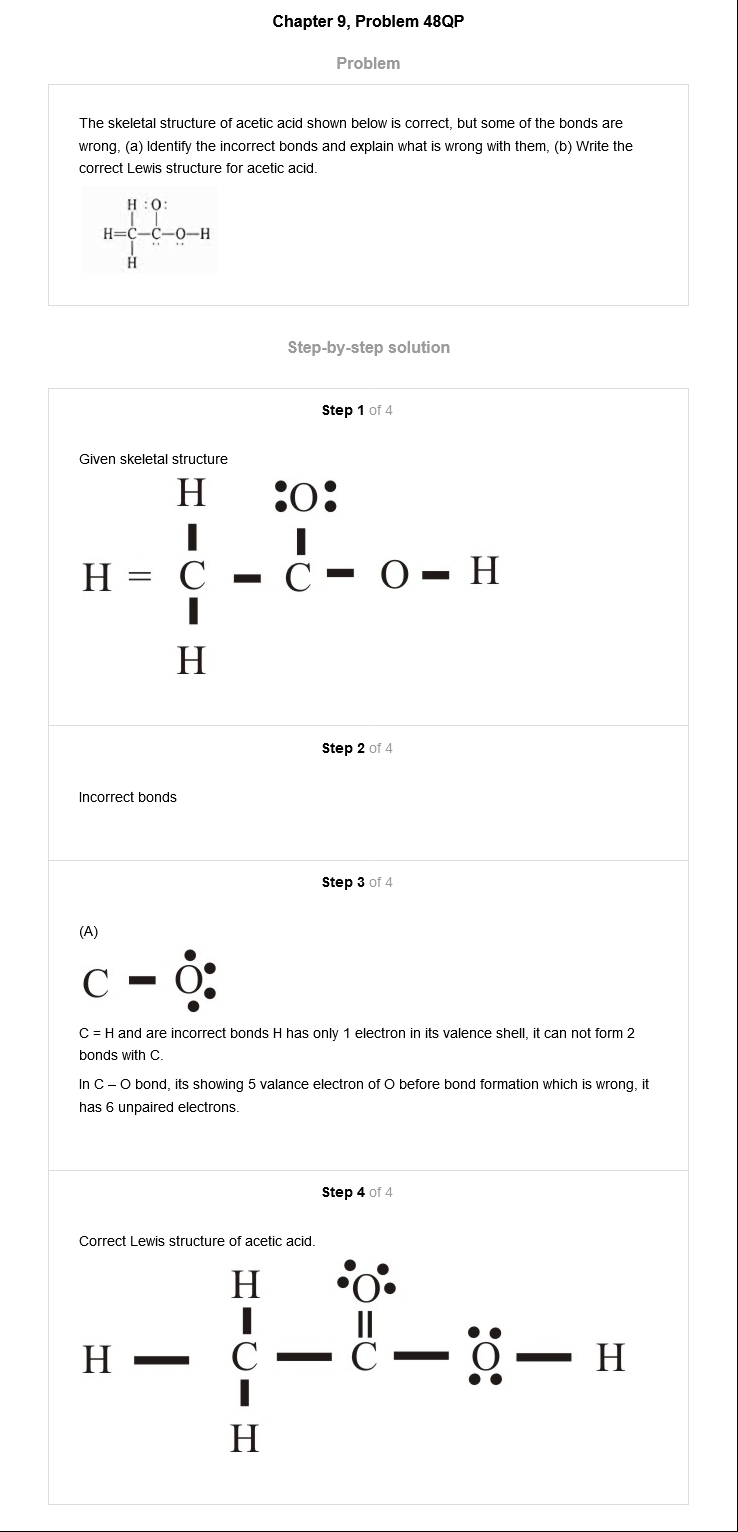 Chapter 9, Problem 48QP
Problem
The skeletal structure of acetic acid shown below is correct, but some of the bonds are
wrong, (a) Identify the incorrect bonds and explain what is wrong with them, (b) Write the
correct Lewis structure for acetic acid.
H :O:
H=C—C—O—H
H
Step-by-step solution
Step 1 of 4
Given skeletal structure
H :O:
H = C - C - O - H
H
Step 2 of 4
Incorrect bonds
Step 3 of 4
(A)
C - O:
C = H and are incorrect bonds H has only 1 electron in its valence shell, it can not form 2
bonds with C.
In C – O bond, its showing 5 valance electron of O before bond formation which is wrong, it
has 6 unpaired electrons.
Step 4 of 4
Correct Lewis structure of acetic acid.
H :O:
H — C — C — O — H
H